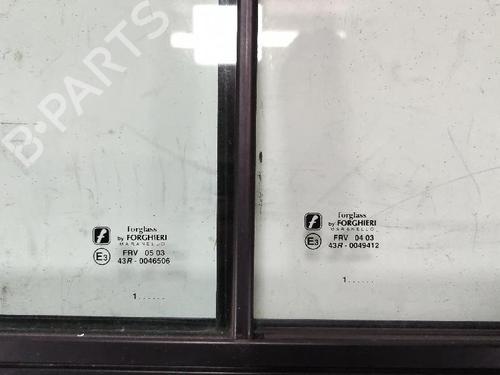 B-PARTS
forglass
by FORGHIERI
MARANELLO
E3 FRV 05 03
43R - 0046506
1......
forglass
by FORGHIERI
MARANELLO
E3 FRV 04 03
43R - 0049412
1......